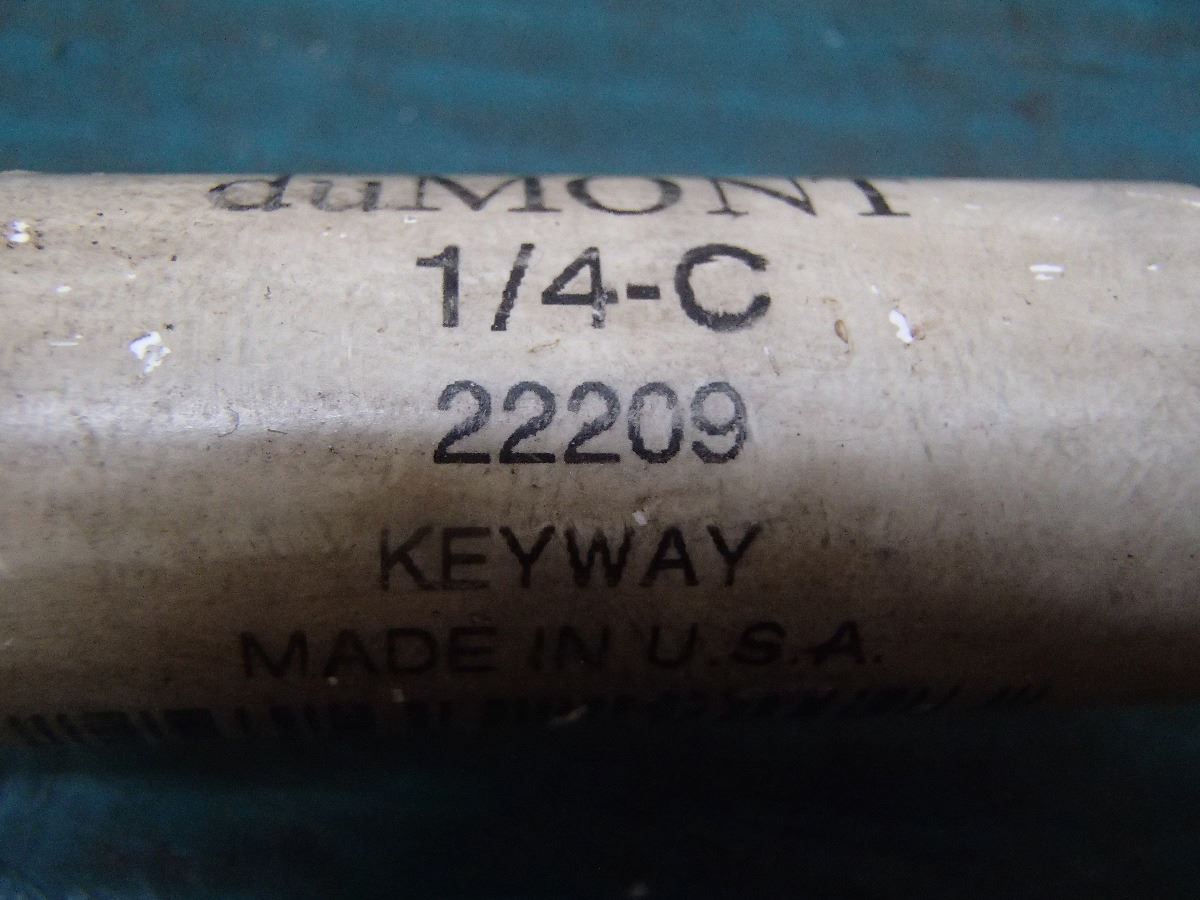 duMONT
1/4-C
22209
KEYWAY
MADE IN U.S.A.